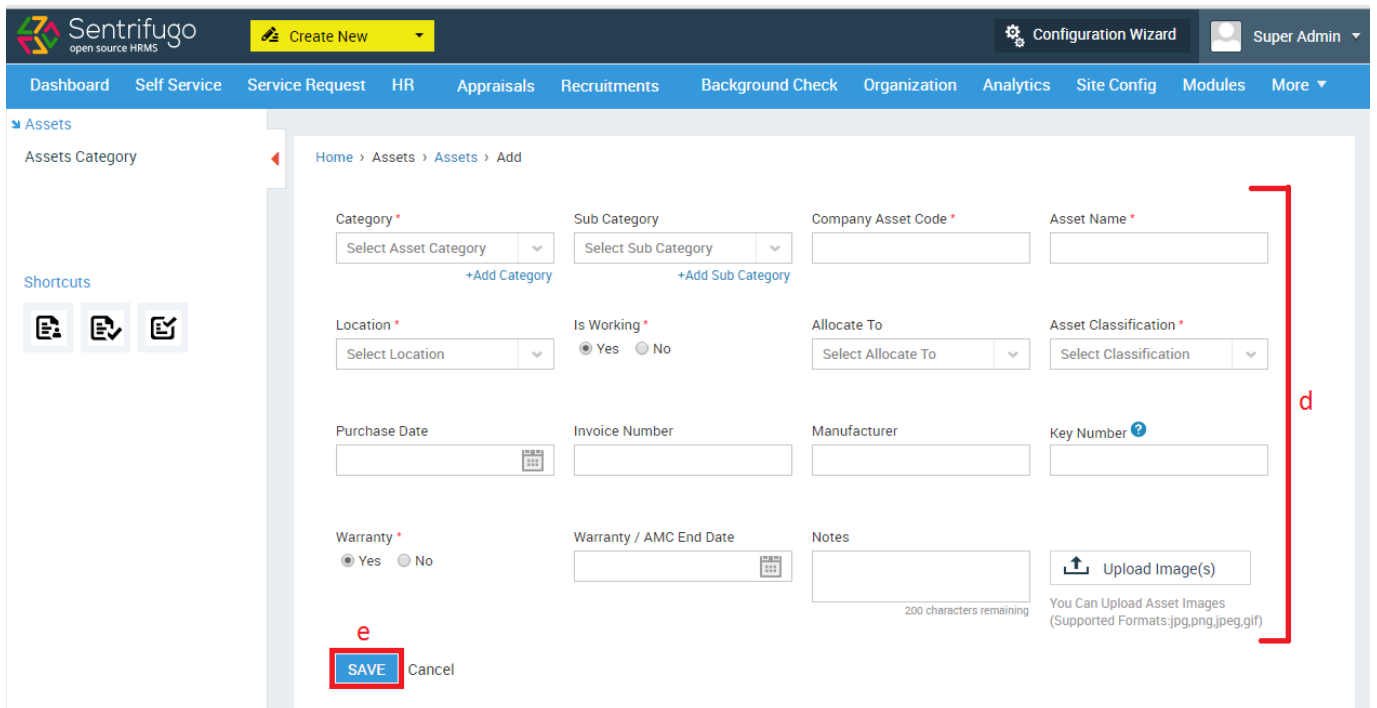 Sentrifugo
open source HRMS
Create New
Configuration Wizard
Super Admin
Dashboard Self Service Service Request HR Appraisals Recruitments Background Check Organization Analytics Site Config Modules More
Assets
Assets Category
Home › Assets › Assets › Add
Category * Sub Category Company Asset Code * Asset Name *
Select Asset Category Select Sub Category
+Add Category +Add Sub Category
Shortcuts
Location * Is Working * Allocate To Asset Classification *
Select Location Yes No Select Allocate To Select Classification
d
Purchase Date Invoice Number Manufacturer Key Number ?
Warranty * Warranty / AMC End Date Notes
Yes No
Upload Image(s)
200 characters remaining
You Can Upload Asset Images
(Supported Formats:jpg,png,jpeg,gif)
e
SAVE Cancel